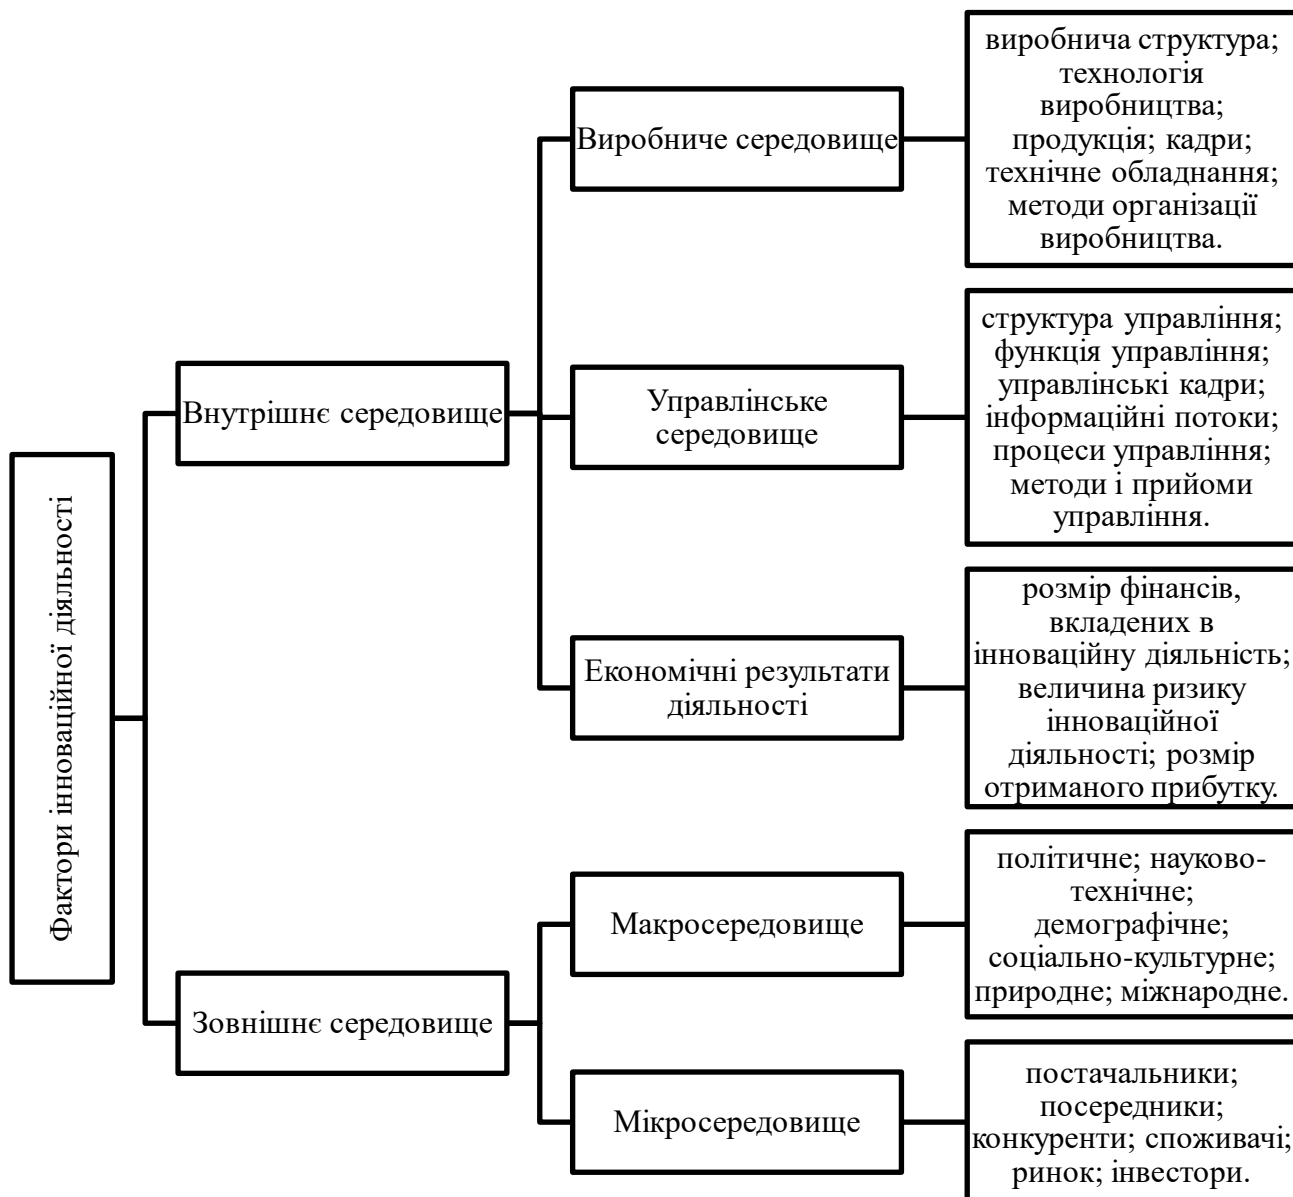 Фактори інноваційної діяльності
Внутрішнє середовище
Виробниче середовище
виробнича структура;
технологія
виробництва;
продукція; кадри;
технічне обладнання;
методи організації
виробництва.
Управлінське
середовище
структура управління;
функція управління;
управлінські кадри;
інформаційні потоки;
процеси управління;
методи і прийоми
управління.
Економічні результати
діяльності
розмір фінансів,
вкладених в
інноваційну діяльність;
величина ризику
інноваційної
діяльності; розмір
отриманого прибутку.
Зовнішнє середовище
Макросередовище
політичне; науково-
технічне;
демографічне;
соціально-культурне;
природне; міжнародне.
Мікросередовище
постачальники;
посередники;
конкуренти; споживачі;
ринок; інвестори.